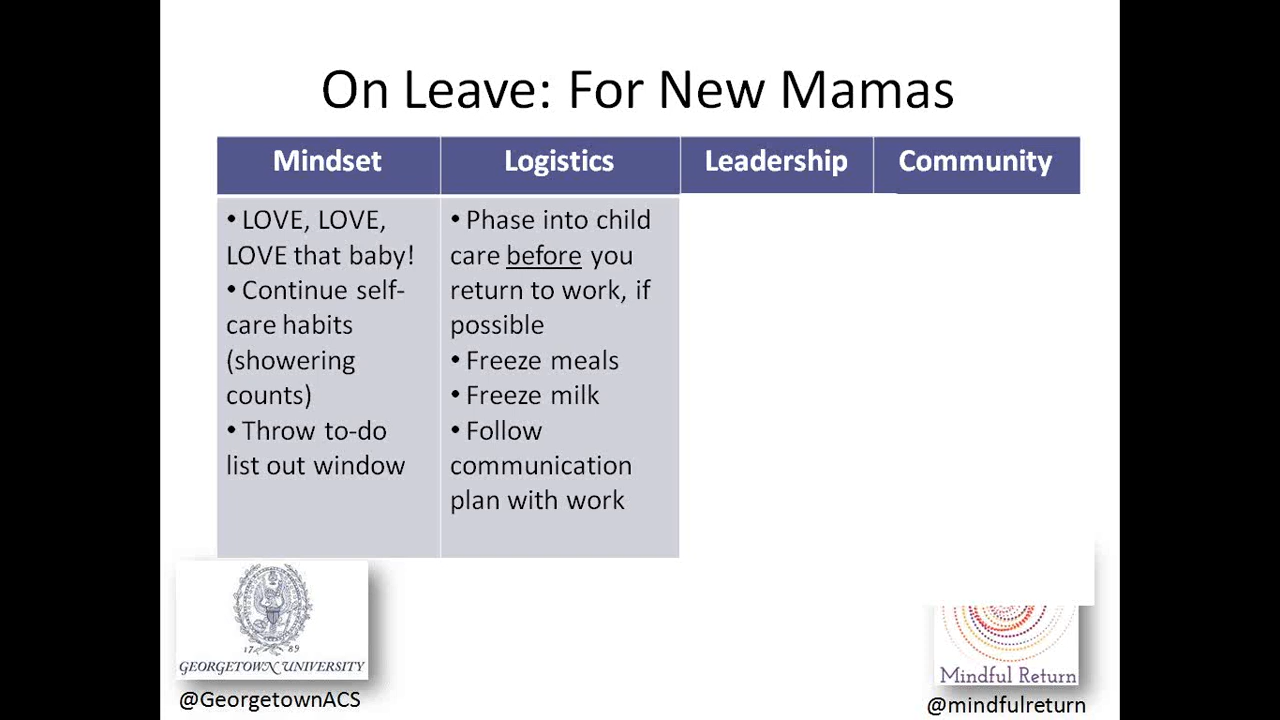 On Leave: For New Mamas
Mindset
Logistics
Leadership
Community
• LOVE, LOVE,
LOVE that baby!
• Continue self-
care habits
(showering
counts)
• Throw to-do
list out window
• Phase into child
care before you
return to work, if
possible
• Freeze meals
• Freeze milk
• Follow
communication
plan with work
17 89
GEORGETOWN UNIVERSITY
@GeorgetownACS
Mindful Return
@mindfulreturn